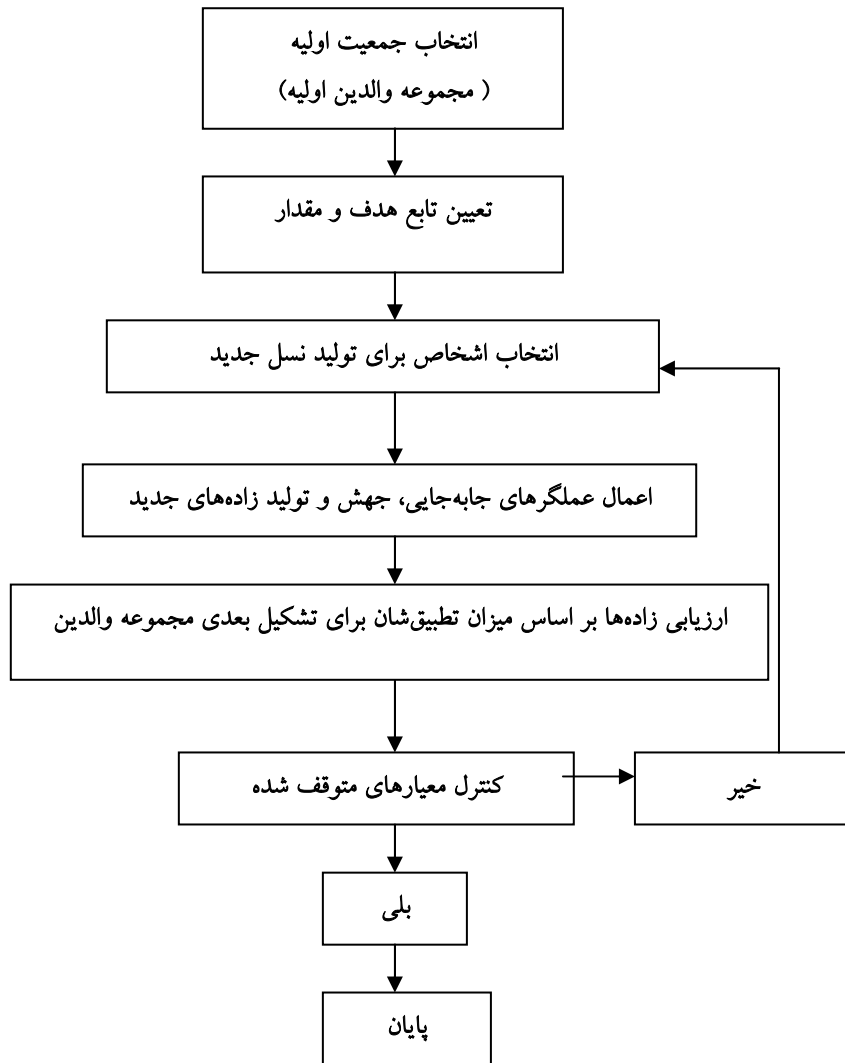 انتخاب جمعیت اولیه
( مجموعه والدین اولیه)
تعیین تابع هدف و مقدار
انتخاب اشخاص برای تولید نسل جدید
اعمال عملگرهای جابه‌جایی، جهش و تولید زاده‌های جدید
ارزیابی زاده‌ها بر اساس میزان تطبیق‌شان برای تشکیل بعدی مجموعه والدین
کنترل معیارهای متوقف شده
خیر
بلی
پایان